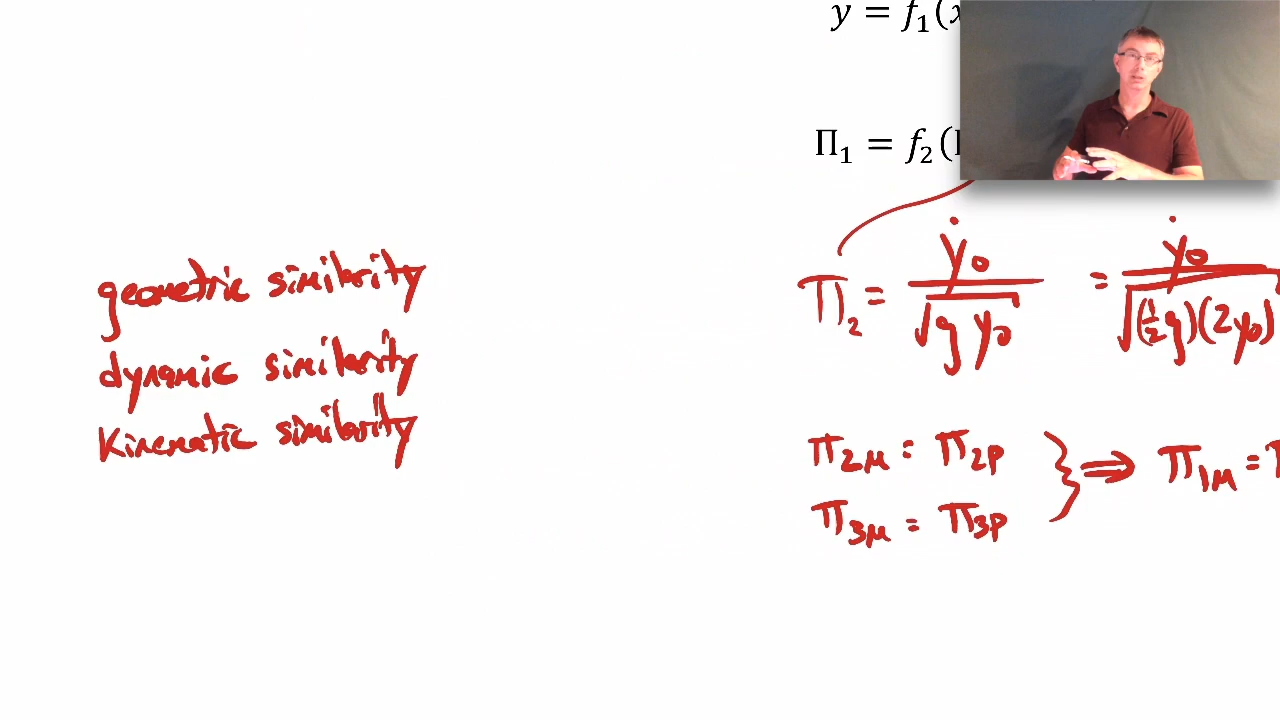 y = f₁(x
Π₁ = f₂(
geometric similarity
dynamic similarity
Kinematic similarity
Π₂ = ẏ₀ / √(g y₀) = ẏ₀ / √((½g)(2y₀))
Π₂M = Π₂P } ⇒ Π₁M =
Π₃M = Π₃P